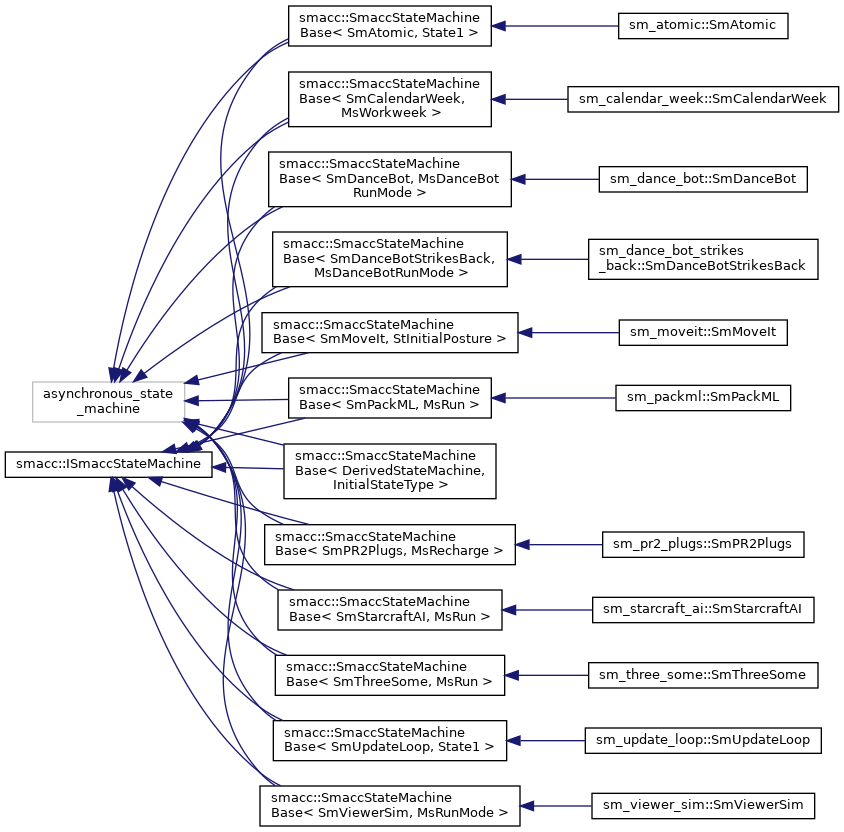 smacc::SmaccStateMachine
Base< SmAtomic, State1 >
sm_atomic::SmAtomic
smacc::SmaccStateMachine
Base< SmCalendarWeek,
MsWorkweek >
sm_calendar_week::SmCalendarWeek
smacc::SmaccStateMachine
Base< SmDanceBot, MsDanceBot
RunMode >
sm_dance_bot::SmDanceBot
smacc::SmaccStateMachine
Base< SmDanceBotStrikesBack,
MsDanceBotRunMode >
sm_dance_bot_strikes
_back::SmDanceBotStrikesBack
smacc::SmaccStateMachine
Base< SmMoveIt, StInitialPosture >
sm_moveit::SmMoveIt
asynchronous_state
_machine
smacc::SmaccStateMachine
Base< SmPackML, MsRun >
sm_packml::SmPackML
smacc::ISmaccStateMachine
smacc::SmaccStateMachine
Base< DerivedStateMachine,
InitialStateType >
smacc::SmaccStateMachine
Base< SmPR2Plugs, MsRecharge >
sm_pr2_plugs::SmPR2Plugs
smacc::SmaccStateMachine
Base< SmStarcraftAI, MsRun >
sm_starcraft_ai::SmStarcraftAI
smacc::SmaccStateMachine
Base< SmThreeSome, MsRun >
sm_three_some::SmThreeSome
smacc::SmaccStateMachine
Base< SmUpdateLoop, State1 >
sm_update_loop::SmUpdateLoop
smacc::SmaccStateMachine
Base< SmViewerSim, MsRunMode >
sm_viewer_sim::SmViewerSim